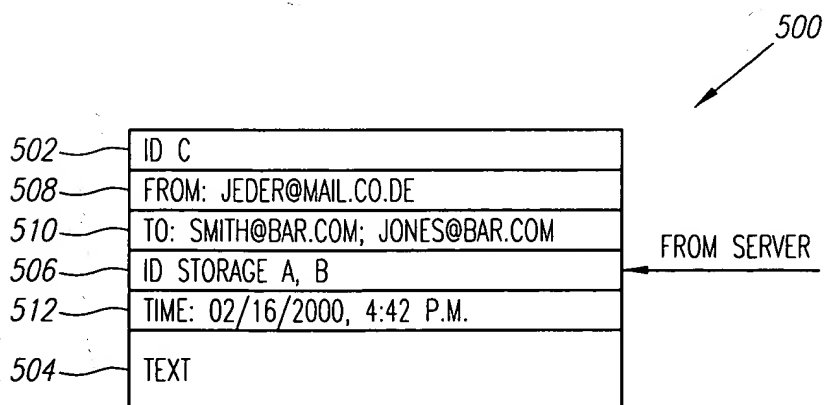 500
502 ID C
508 FROM: JEDER@MAIL.CO.DE
510 TO: SMITH@BAR.COM; JONES@BAR.COM
506 ID STORAGE A, B FROM SERVER
512 TIME: 02/16/2000, 4:42 P.M.
504 TEXT